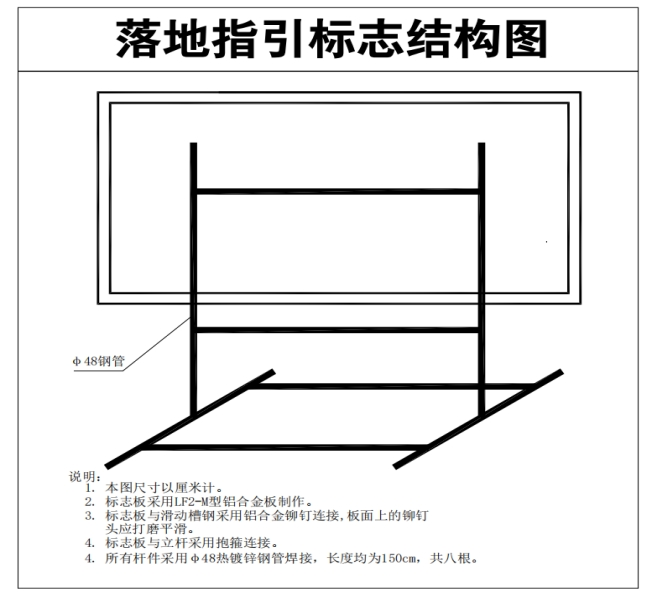 落地指引标志结构图
φ48钢管
说明:
1. 本图尺寸以厘米计。
2. 标志板采用LF2-M型铝合金板制作。
3. 标志板与滑动槽钢采用铝合金铆钉连接,板面上的铆钉
头应打磨平滑。
4. 标志板与立杆采用抱箍连接。
4. 所有杆件采用φ48热镀锌钢管焊接，长度均为150cm，共八根。